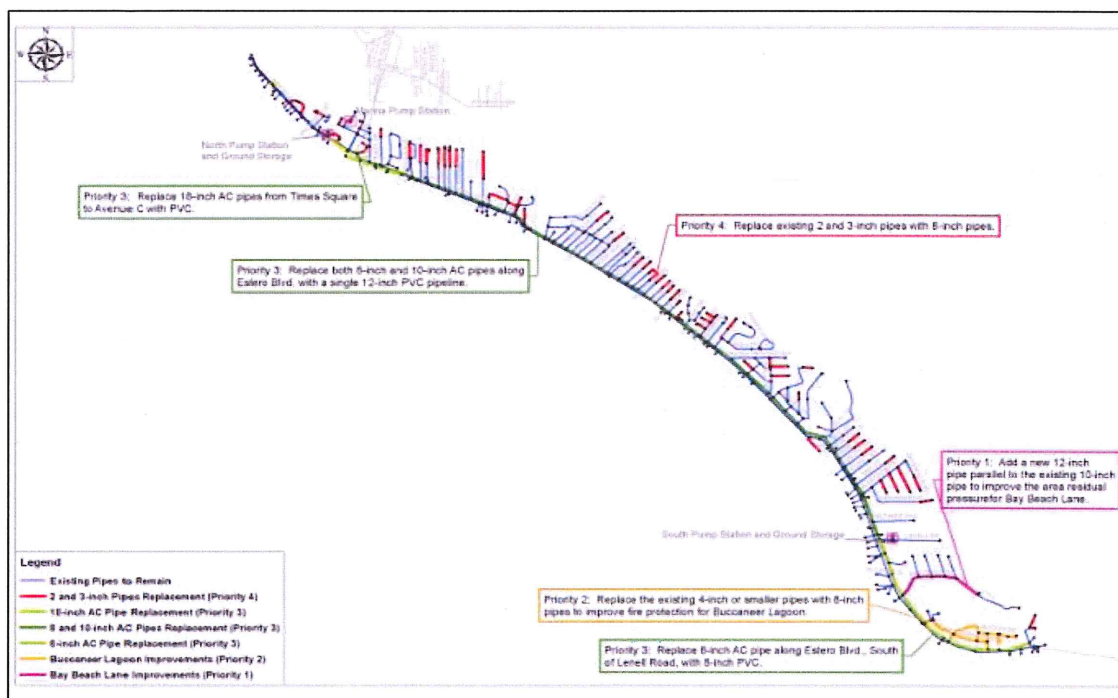 N
W
E
S
Marina Pump Station
North Pump Station
and Ground Storage
Priority 3: Replace 18-inch AC pipes from Times Square
to Avenue C with PVC.
Priority 4: Replace existing 2 and 3-inch pipes with 6-inch pipes.
Priority 3: Replace both 8-inch and 10-inch AC pipes along
Estero Blvd. with a single 12-inch PVC pipeline.
Priority 1: Add a new 12-inch
pipe parallel to the existing 10-inch
pipe to improve the area residual
pressurefor Bay Beach Lane.
South Pump Station and Ground Storage
Legend
Existing Pipes to Remain
2 and 3-inch Pipes Replacement (Priority 4)
18-inch AC Pipe Replacement (Priority 3)
8 and 10-inch AC Pipes Replacement (Priority 3)
6-inch AC Pipe Replacement (Priority 3)
Buccaneer Lagoon Improvements (Priority 2)
Bay Beach Lane Improvements (Priority 1)
Priority 2: Replace the existing 4-inch or smaller pipes with 6-inch
pipes to improve fire protection for Buccaneer Lagoon.
Priority 3: Replace 6-inch AC pipe along Estero Blvd., South
of Lenell Road, with 8-inch PVC.